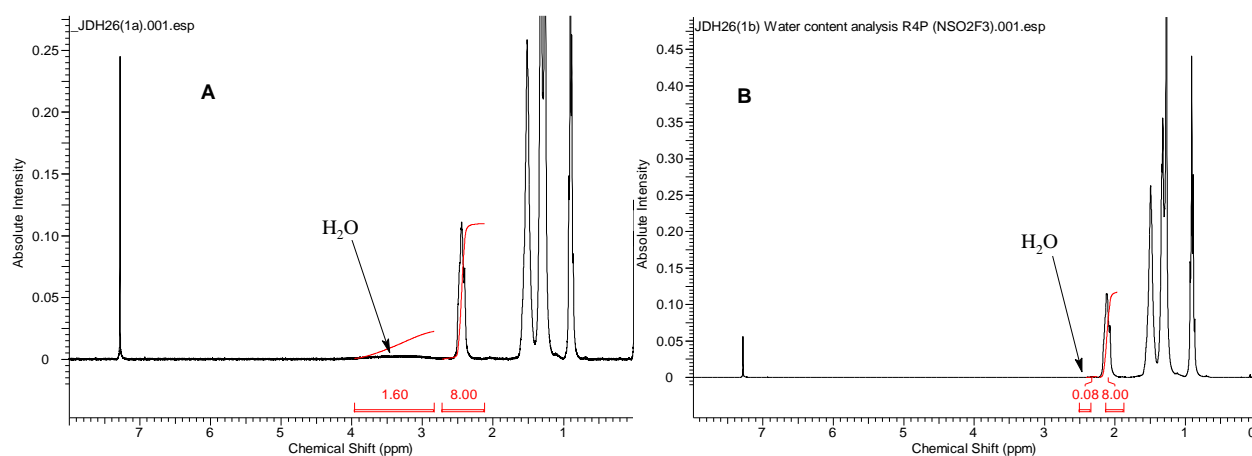 _JDH26(1a).001.esp
A
Absolute Intensity
0.25
0.20
0.15
0.10
0.05
0
H2O
1.60 8.00
7 6 5 4 3 2 1
Chemical Shift (ppm)
JDH26(1b) Water content analysis R4P (NSO2F3).001.esp
B
Absolute Intensity
0.45
0.40
0.35
0.30
0.25
0.20
0.15
0.10
0.05
0
H2O
0.08 8.00
7 6 5 4 3 2 1 0
Chemical Shift (ppm)